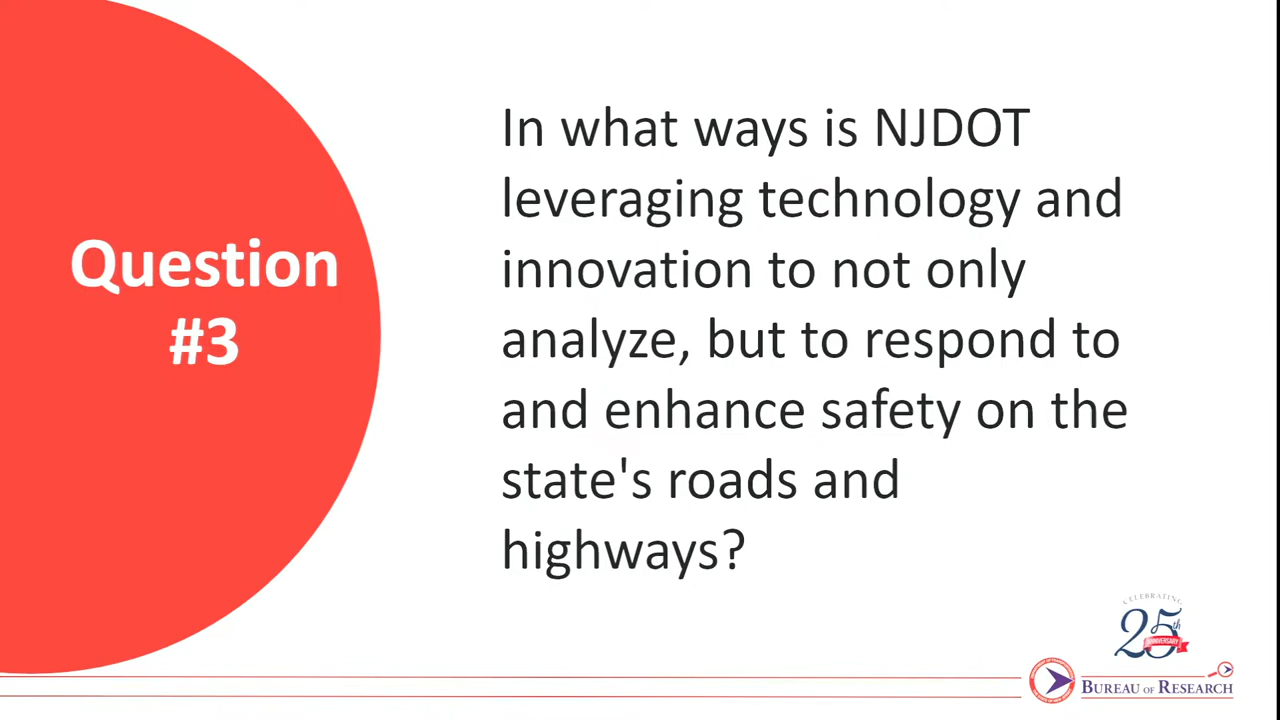 Question
#3
In what ways is NJDOT
leveraging technology and
innovation to not only
analyze, but to respond to
and enhance safety on the
state's roads and
highways?
CELEBRATING
25th
ANNIVERSARY
BUREAU OF RESEARCH